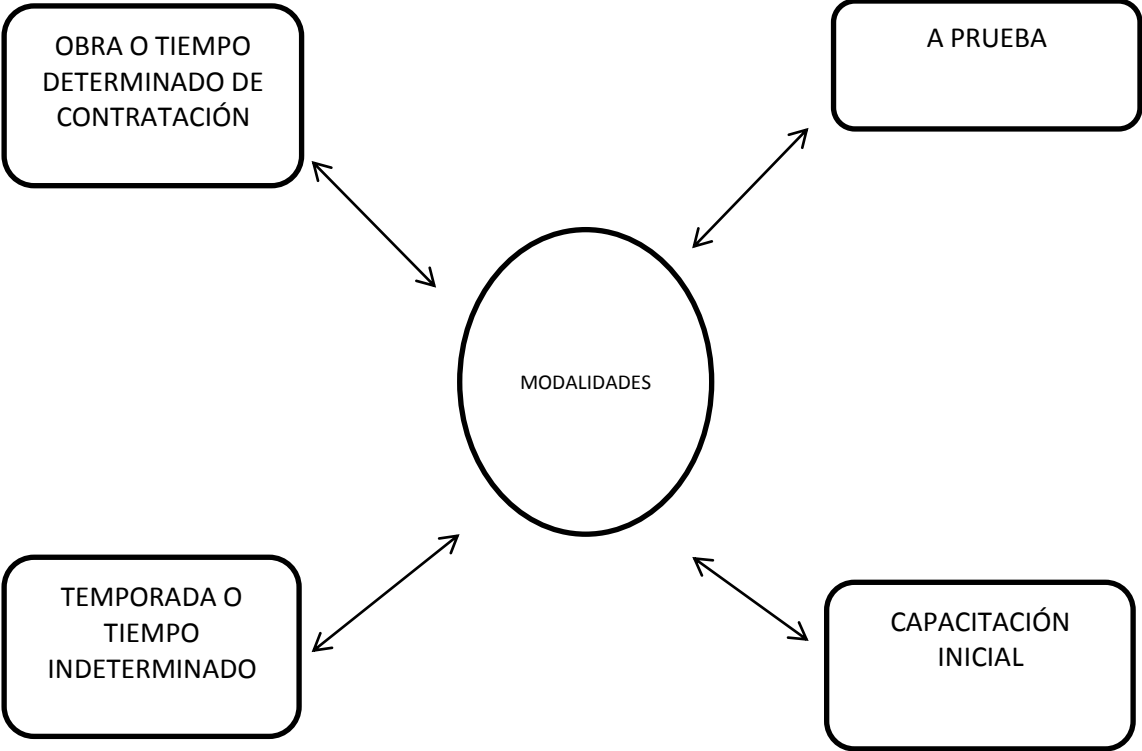 OBRA O TIEMPO
DETERMINADO DE
CONTRATACIÓN
A PRUEBA
MODALIDADES
TEMPORADA O
TIEMPO
INDETERMINADO
CAPACITACIÓN
INICIAL